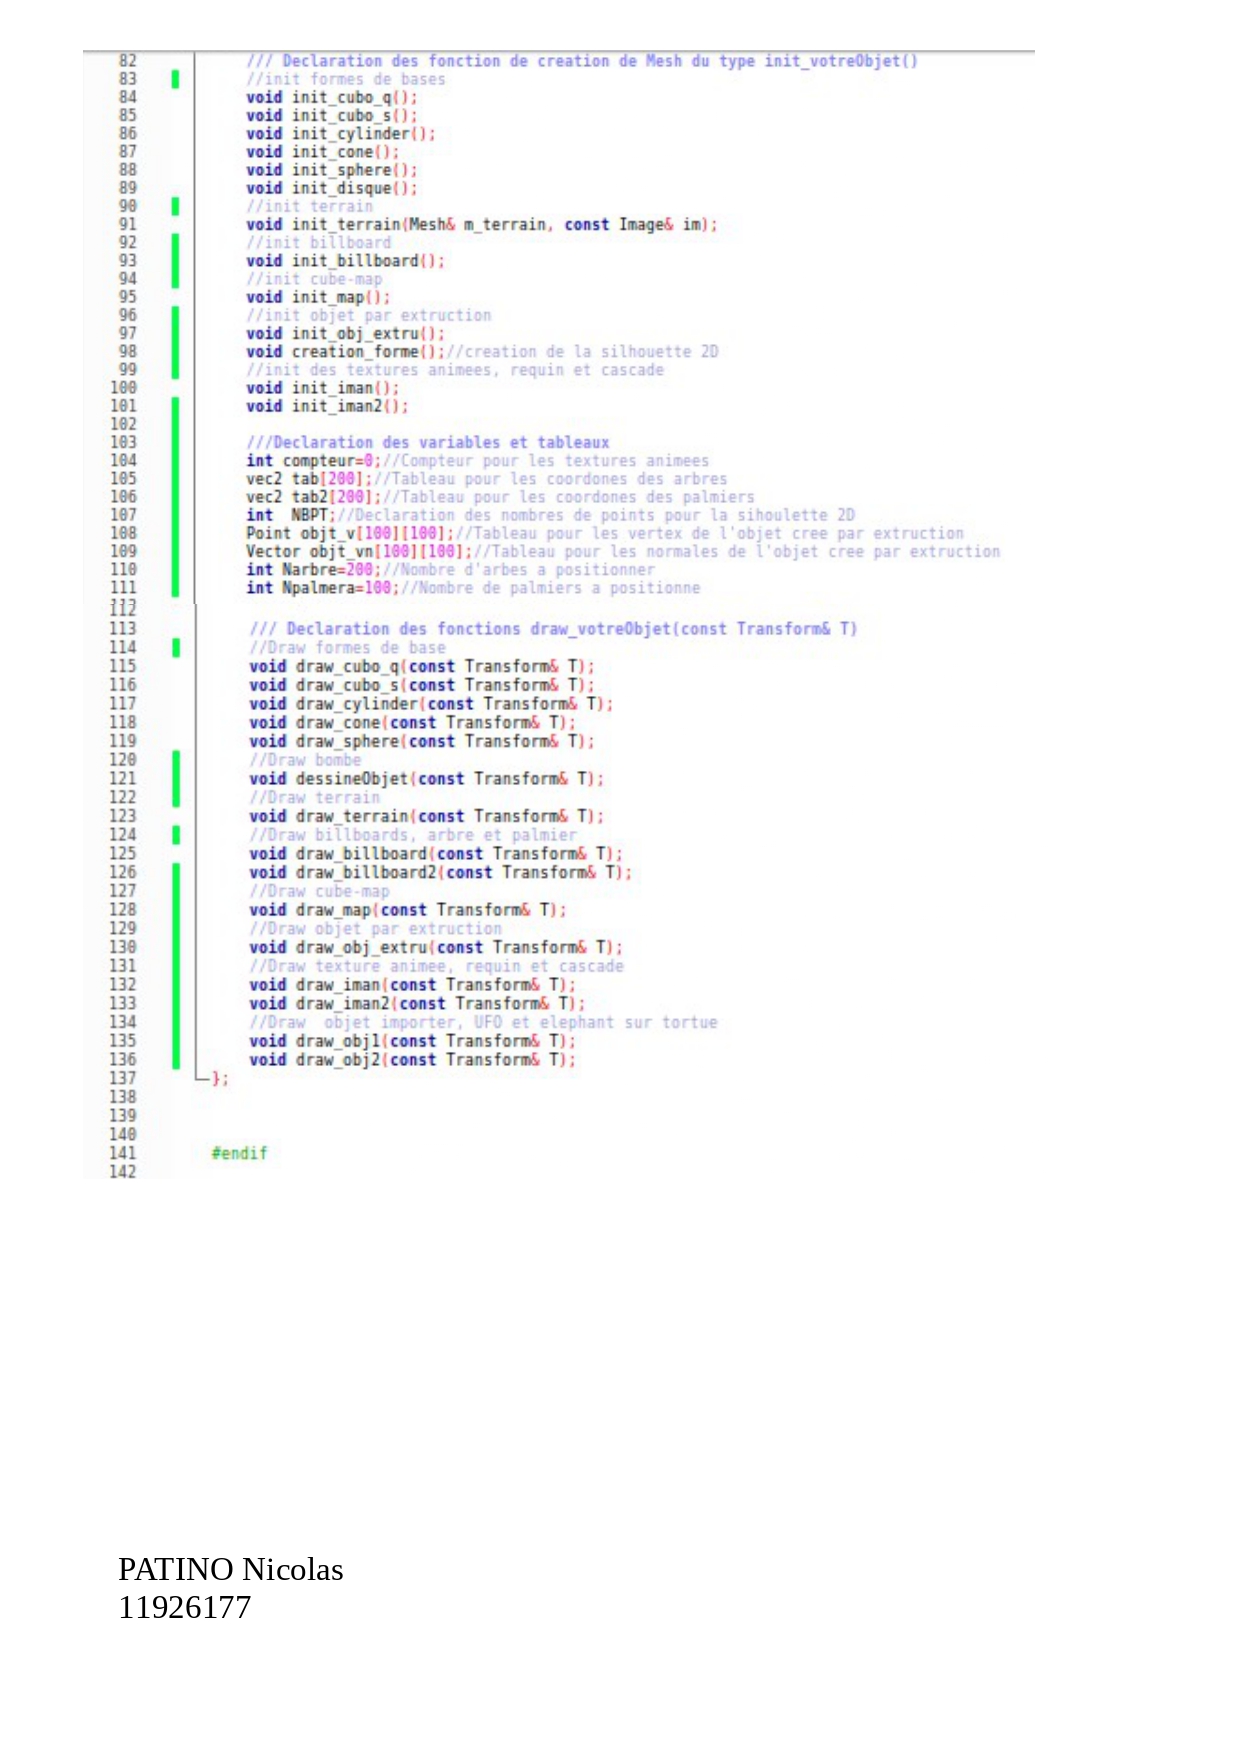 82 /// Declaration des fonction de creation de Mesh du type init_votreObjet()
83 //init formes de bases
84 void init_cubo_q();
85 void init_cubo_s();
86 void init_cylinder();
87 void init_cone();
88 void init_sphere();
89 void init_disque();
90 //init terrain
91 void init_terrain(Mesh& m_terrain, const Image& im);
92 //init billboard
93 void init_billboard();
94 //init cube-map
95 void init_map();
96 //init objet par extruction
97 void init_obj_extru();
98 void creation_forme();//creation de la silhouette 2D
99 //init des textures animees, requin et cascade
100 void init_iman();
101 void init_iman2();
102
103 ///Declaration des variables et tableaux
104 int compteur=0;//Compteur pour les textures animees
105 vec2 tab[200];//Tableau pour les coordones des arbres
106 vec2 tab2[200];//Tableau pour les coordones des palmiers
107 int  NBPT;//Declaration des nombres de points pour la sihoulette 2D
108 Point objt_v[100][100];//Tableau pour les vertex de l'objet cree par extruction
109 Vector objt_vn[100][100];//Tableau pour les normales de l'objet cree par extruction
110 int Narbre=200;//Nombre d'arbes a positionner
111 int Npalmera=100;//Nombre de palmiers a positionne
112
113 /// Declaration des fonctions draw_votreObjet(const Transform& T)
114 //Draw formes de base
115 void draw_cubo_q(const Transform& T);
116 void draw_cubo_s(const Transform& T);
117 void draw_cylinder(const Transform& T);
118 void draw_cone(const Transform& T);
119 void draw_sphere(const Transform& T);
120 //Draw bombe
121 void dessineObjet(const Transform& T);
122 //Draw terrain
123 void draw_terrain(const Transform& T);
124 //Draw billboards, arbre et palmier
125 void draw_billboard(const Transform& T);
126 void draw_billboard2(const Transform& T);
127 //Draw cube-map
128 void draw_map(const Transform& T);
129 //Draw objet par extruction
130 void draw_obj_extru(const Transform& T);
131 //Draw texture animee, requin et cascade
132 void draw_iman(const Transform& T);
133 void draw_iman2(const Transform& T);
134 //Draw  objet importer, UFO et elephant sur tortue
135 void draw_obj1(const Transform& T);
136 void draw_obj2(const Transform& T);
137 };
138
139
140
141 #endif
142
PATINO Nicolas
11926177